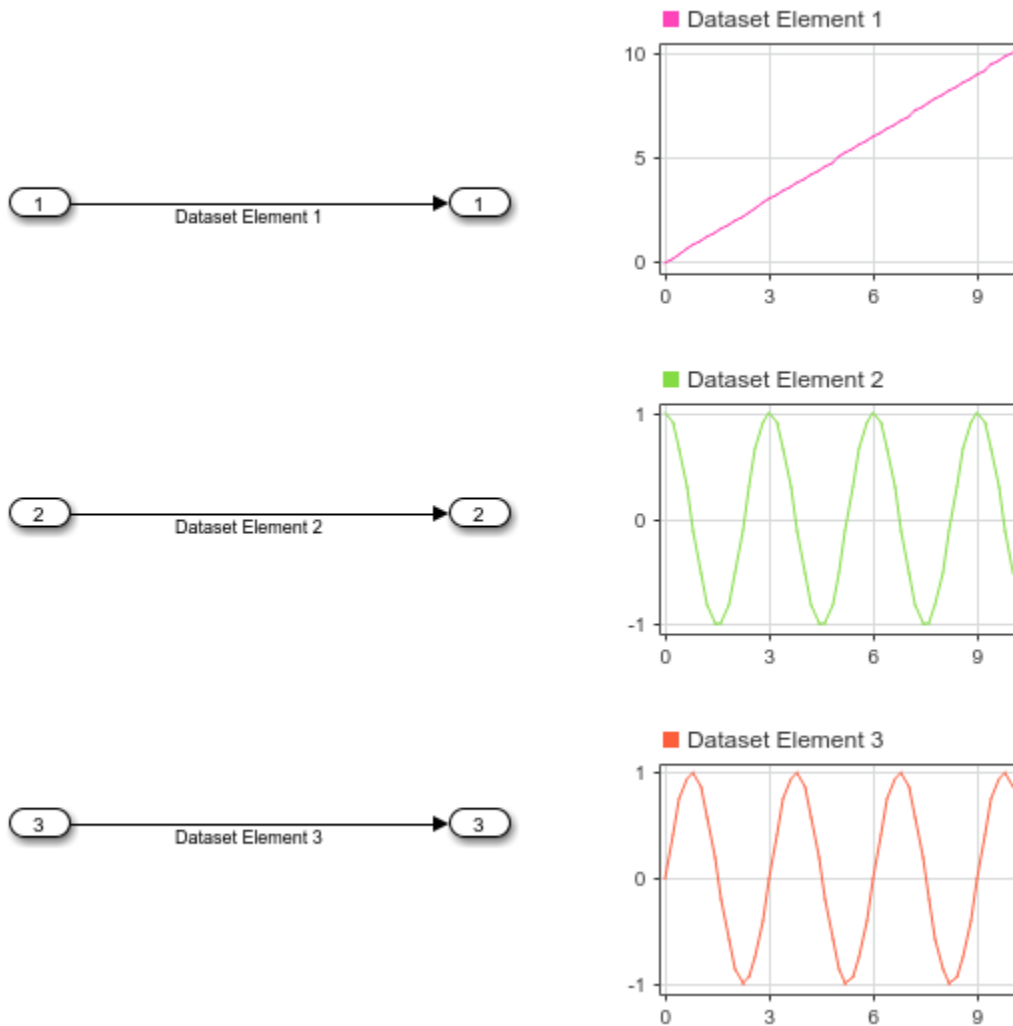 Dataset Element 1
10
5
0
0 3 6 9
1 1
Dataset Element 1
Dataset Element 2
1
0
-1
0 3 6 9
2 2
Dataset Element 2
Dataset Element 3
1
0
-1
0 3 6 9
3 3
Dataset Element 3